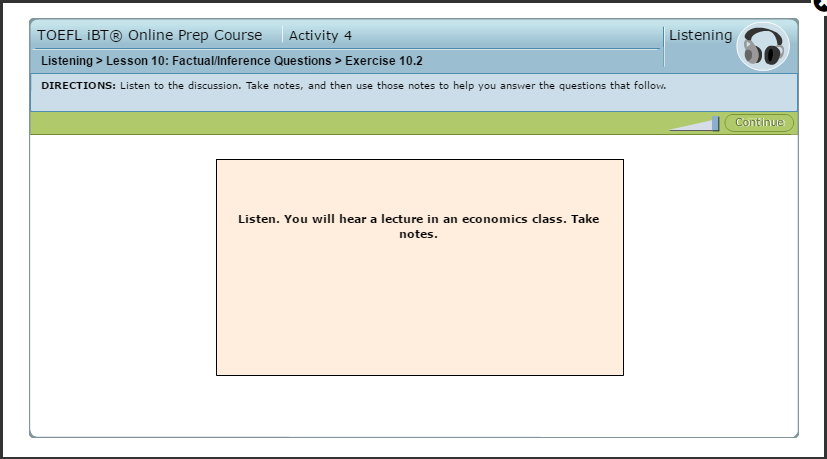 TOEFL iBT® Online Prep Course Activity 4 Listening
Listening > Lesson 10: Factual/Inference Questions > Exercise 10.2
DIRECTIONS: Listen to the discussion. Take notes, and then use those notes to help you answer the questions that follow.
Continue
Listen. You will hear a lecture in an economics class. Take
notes.